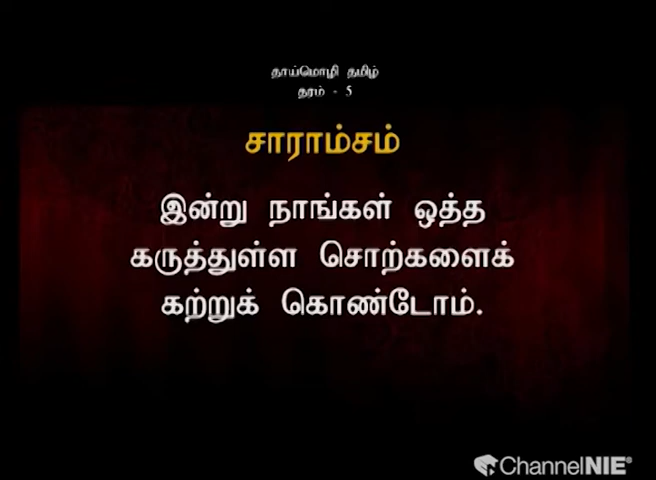 தாய்மொழி தமிழ்
தரம் - 5
சாராம்சம்
இன்று நாங்கள் ஒத்த
கருத்துள்ள சொற்களைக்
கற்றுக் கொண்டோம்.
ChannelNIE®